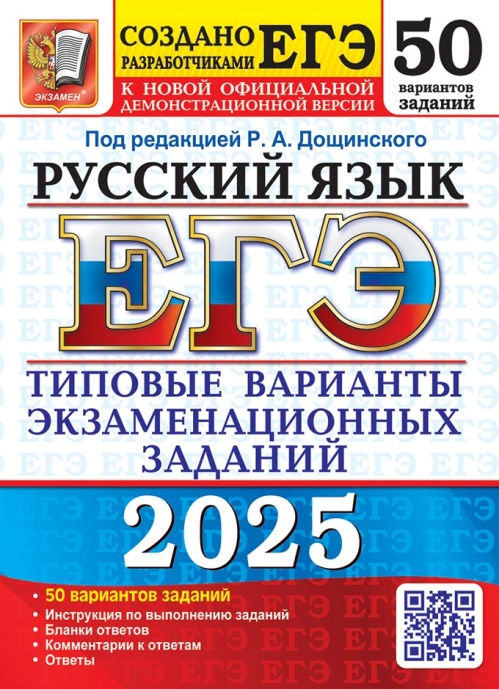 СОЗДАНО
РАЗРАБОТЧИКАМИ
ЕГЭ
50
вариантов
заданий
К НОВОЙ ОФИЦИАЛЬНОЙ
ДЕМОНСТРАЦИОННОЙ ВЕРСИИ
ЭКЗАМЕН®
Под редакцией Р. А. Дощинского
РУССКИЙ ЯЗЫК
ЕГЭ
ТИПОВЫЕ ВАРИАНТЫ
ЭКЗАМЕНАЦИОННЫХ
ЗАДАНИЙ
2025
• 50 вариантов заданий
• Инструкция по выполнению заданий
• Бланки ответов
• Комментарии к ответам
• Ответы